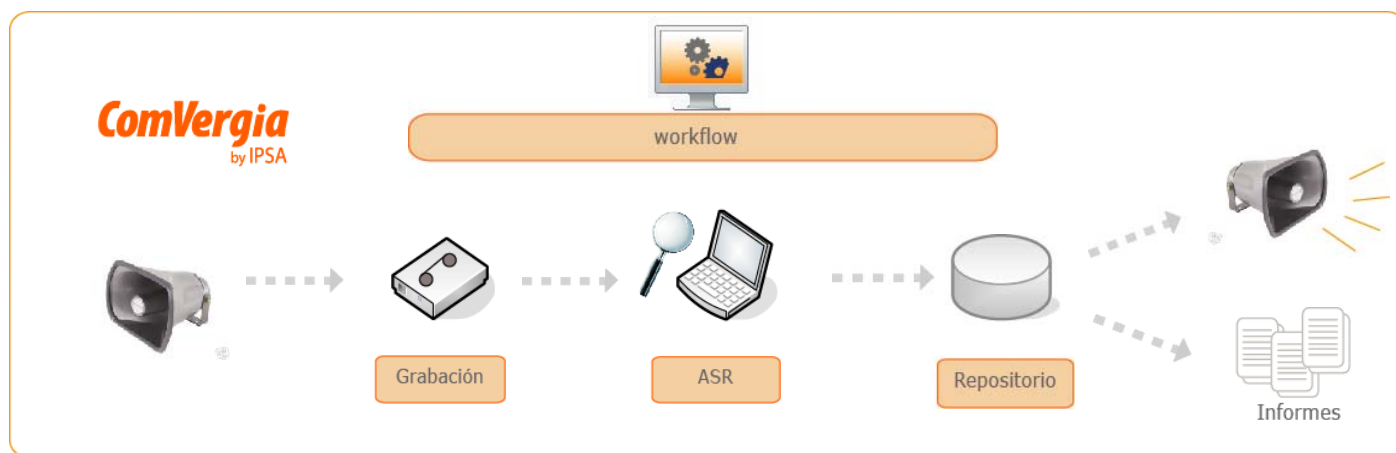 ComVergia
by IPSA
workflow
Grabación
ASR
Repositorio
Informes